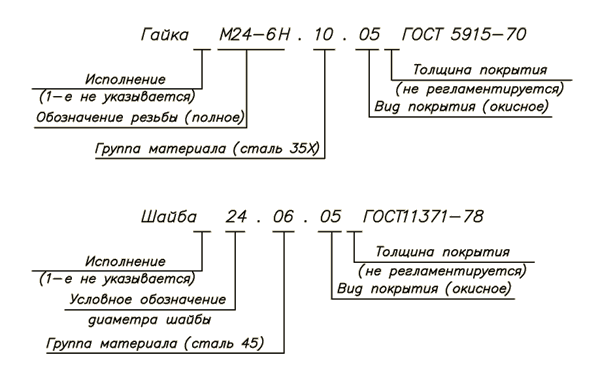 Гайка М24-6Н . 10 . 05 ГОСТ 5915-70
Исполнение
Толщина покрытия
(1-е не указывается)
(не регламентируется)
Обозначение резьбы (полное)
Вид покрытия (окисное)
Группа материала (сталь 35Х)
Шайба 24 . 06 . 05 ГОСТ11371-78
Исполнение
Толщина покрытия
(1-е не указывается)
(не регламентируется)
Условное обозначение
Вид покрытия (окисное)
диаметра шайбы
Группа материала (сталь 45)